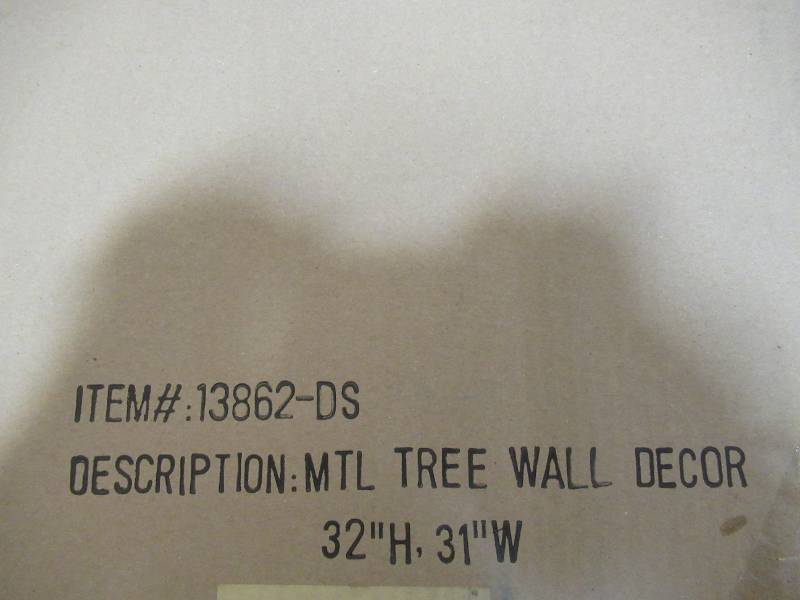 ITEM#:13862-DS
DESCRIPTION:MTL TREE WALL DECOR
32"H, 31"W